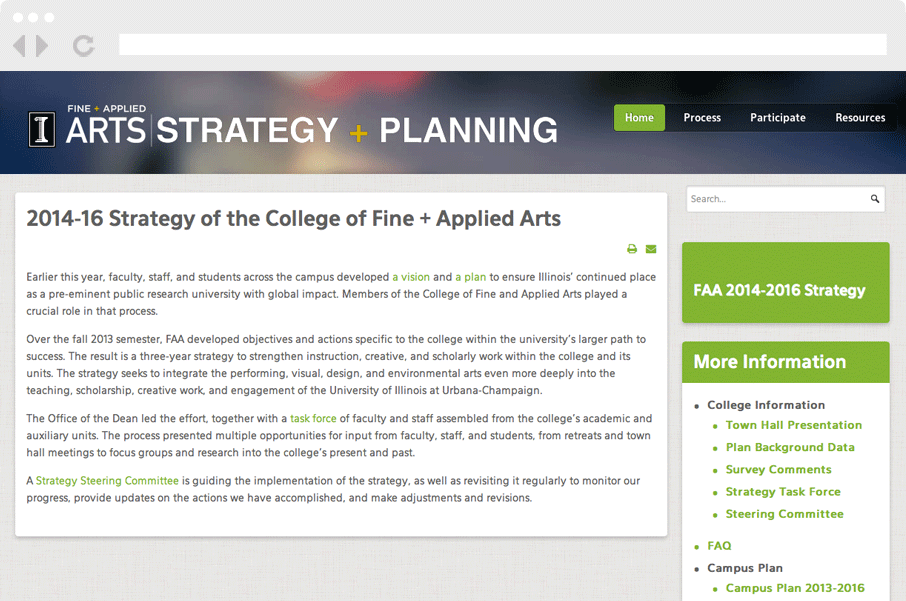 FINE + APPLIED
ARTS STRATEGY + PLANNING
I
Home Process Participate Resources
Search...
2014-16 Strategy of the College of Fine + Applied Arts
Earlier this year, faculty, staff, and students across the campus developed a vision and a plan to ensure Illinois' continued place
as a pre-eminent public research university with global impact. Members of the College of Fine and Applied Arts played a
crucial role in that process.
Over the fall 2013 semester, FAA developed objectives and actions specific to the college within the university's larger path to
success. The result is a three-year strategy to strengthen instruction, creative, and scholarly work within the college and its
units. The strategy seeks to integrate the performing, visual, design, and environmental arts even more deeply into the
teaching, scholarship, creative work, and engagement of the University of Illinois at Urbana-Champaign.
The Office of the Dean led the effort, together with a task force of faculty and staff assembled from the college's academic and
auxiliary units. The process presented multiple opportunities for input from faculty, staff, and students, from retreats and town
hall meetings to focus groups and research into the college's present and past.
A Strategy Steering Committee is guiding the implementation of the strategy, as well as revisiting it regularly to monitor our
progress, provide updates on the actions we have accomplished, and make adjustments and revisions.
FAA 2014-2016 Strategy
More Information
College Information
Town Hall Presentation
Plan Background Data
Survey Comments
Strategy Task Force
Steering Committee
FAQ
Campus Plan
Campus Plan 2013-2016